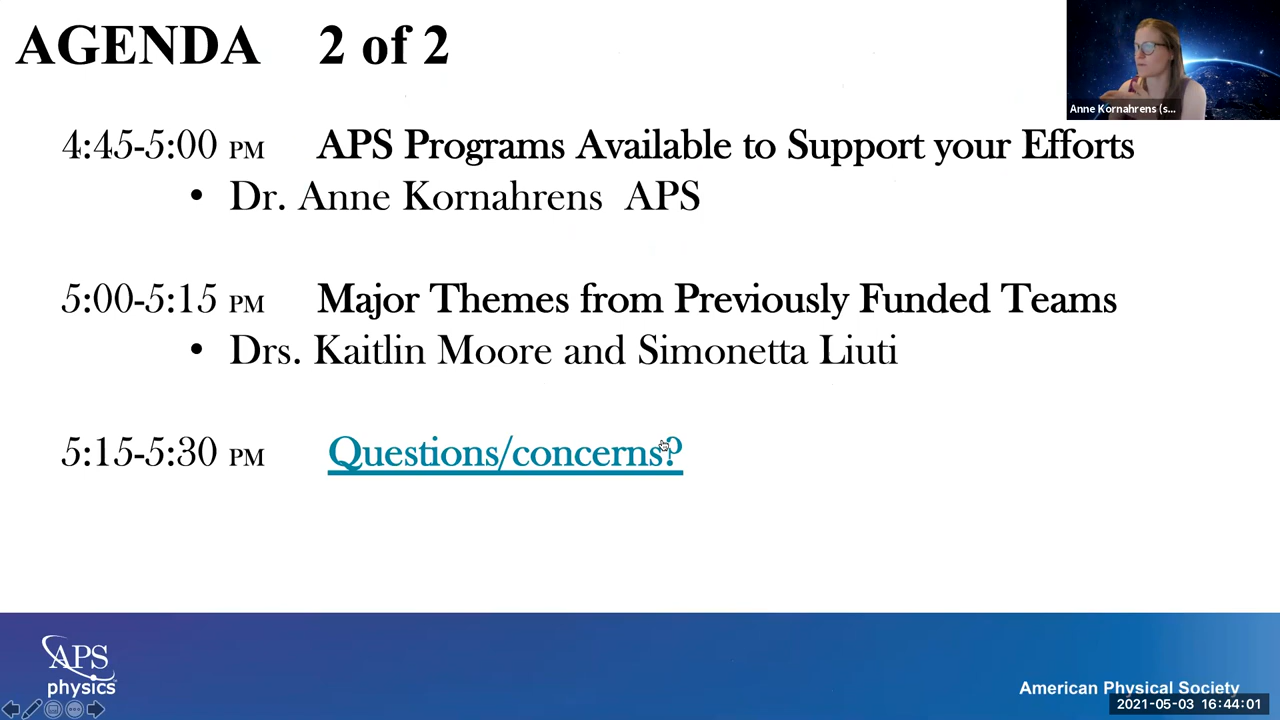 AGENDA 2 of 2
Anne Kornahrens (s...
4:45-5:00 PM APS Programs Available to Support your Efforts
• Dr. Anne Kornahrens APS
5:00-5:15 PM Major Themes from Previously Funded Teams
• Drs. Kaitlin Moore and Simonetta Liuti
5:15-5:30 PM Questions/concerns?
APS
physics
American Physical Society
2021-05-03 16:44:01